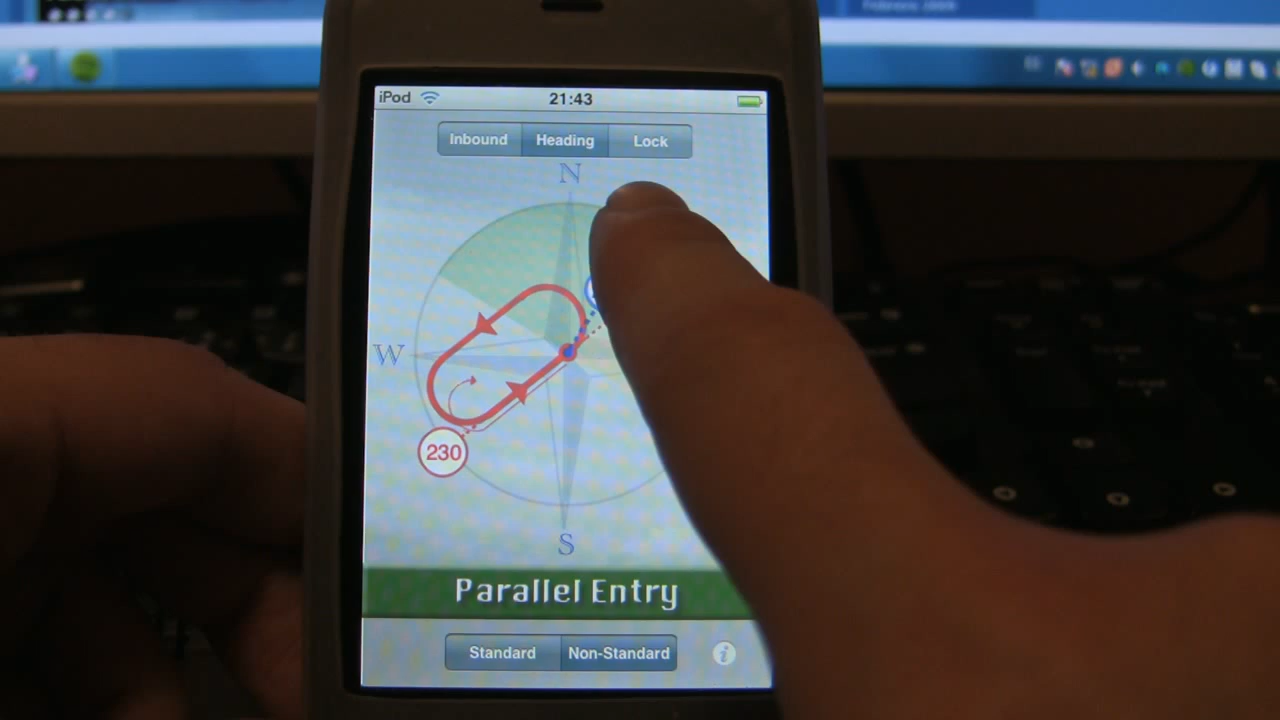 iPod 21:43
Inbound Heading Lock
N
W
230
S
Parallel Entry
Standard Non-Standard